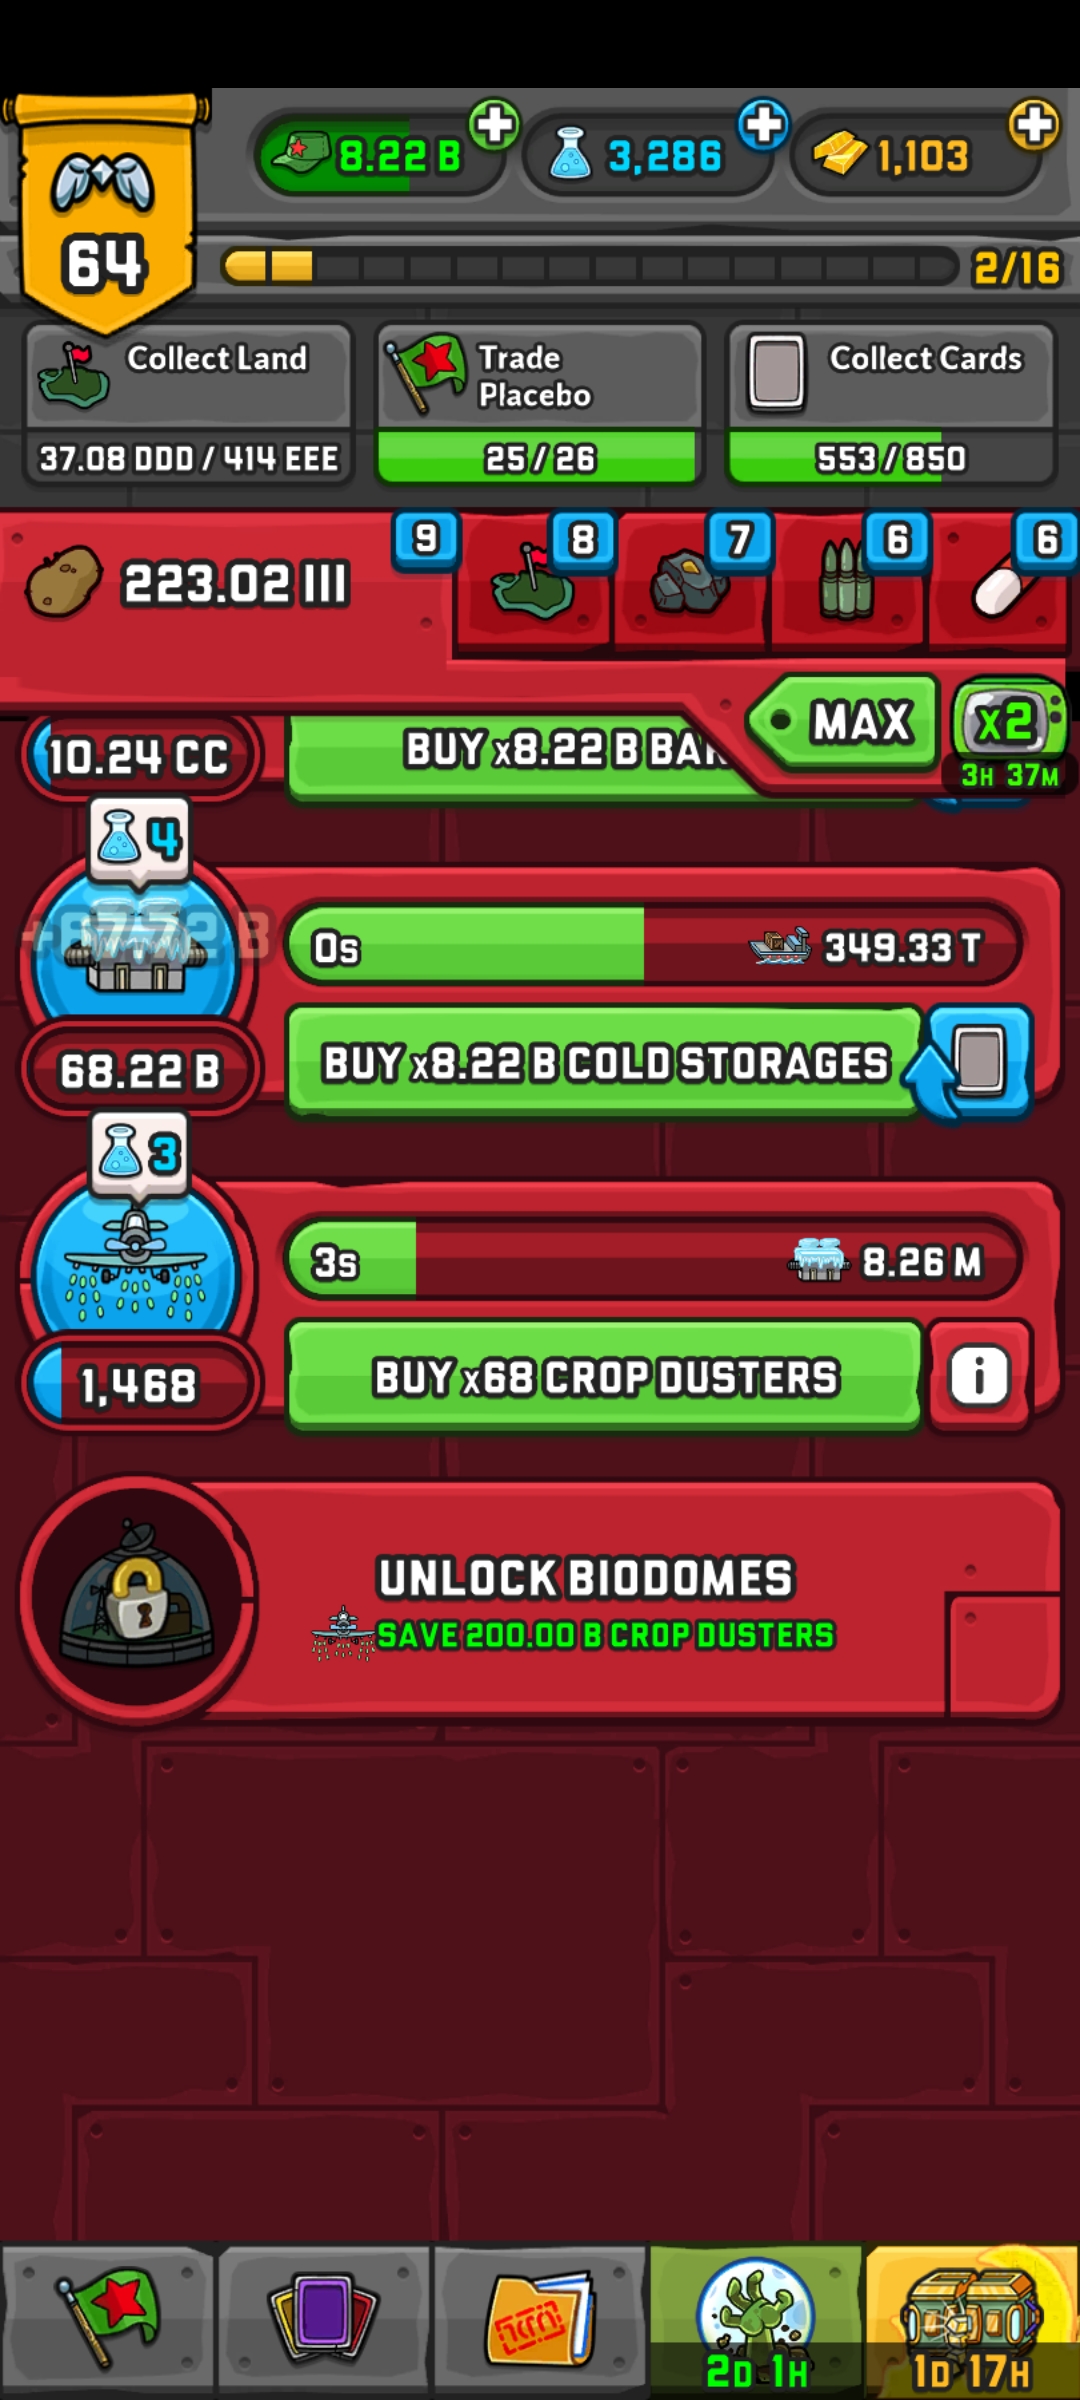 64
8.22 B
3,286
1,103
2/16
Collect Land
37.08 DDD / 414 EEE
Trade
Placebo
25 / 26
Collect Cards
553 / 850
223.02 III
9
8
7
6
6
MAX
x2
3H 37M
10.24 CC
BUY x8.22 B
4
0s
349.33 T
68.22 B
BUY x8.22 B COLD STORAGES
3
3s
8.26 M
1,468
BUY x68 CROP DUSTERS
i
UNLOCK BIODOMES
SAVE 200.00 B CROP DUSTERS
2D 1H
1D 17H